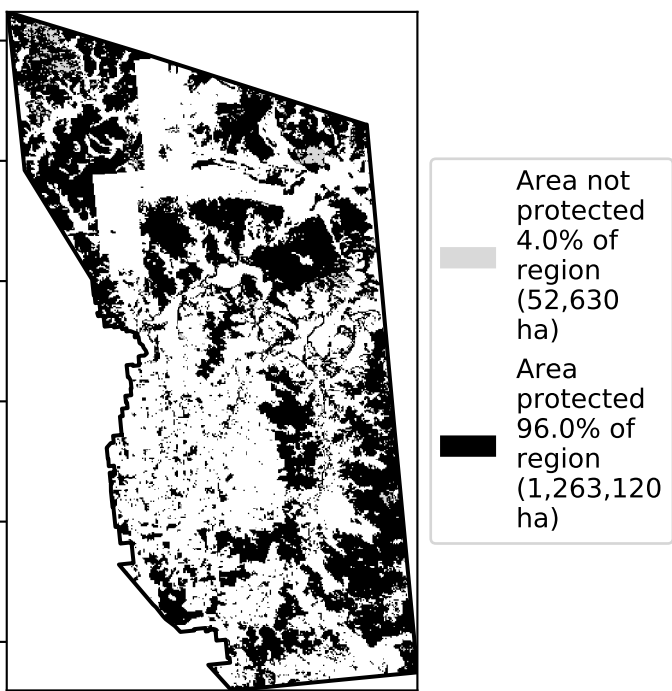 Area not
protected
4.0% of
region
(52,630
ha)
Area
protected
96.0% of
region
(1,263,120
ha)